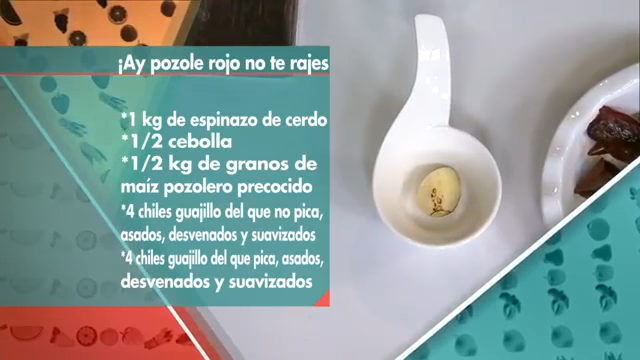 ¡Ay pozole rojo no te rajes
*1 kg de espinazo de cerdo
*1/2 cebolla
*1/2 kg de granos de
maíz pozolero precocido
*4 chiles guajillo del que no pica,
asados, desvenados y suavizados
*4 chiles guajillo del que pica, asados,
desvenados y suavizados